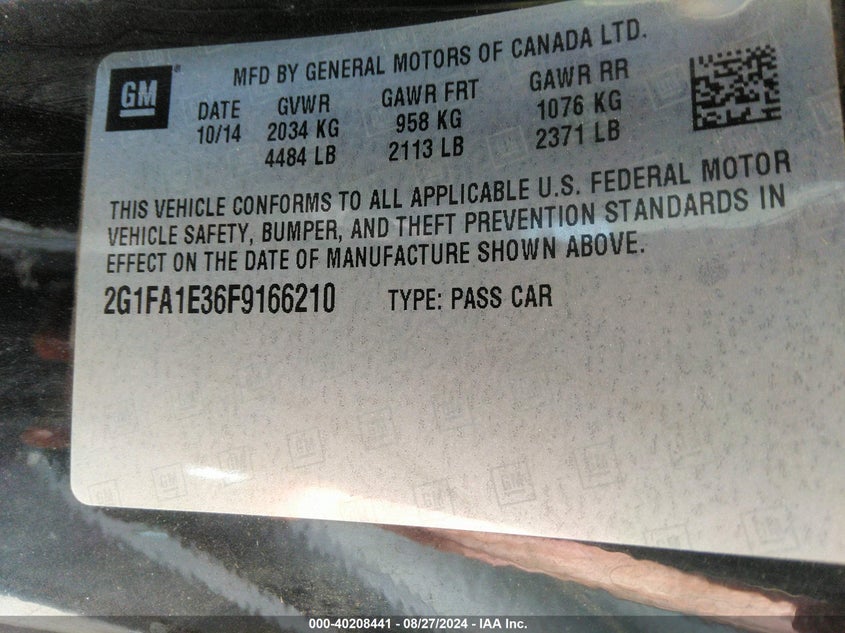 GM
MFD BY GENERAL MOTORS OF CANADA LTD.
DATE GVWR GAWR FRT GAWR RR
10/14 2034 KG 958 KG 1076 KG
4484 LB 2113 LB 2371 LB
THIS VEHICLE CONFORMS TO ALL APPLICABLE U.S. FEDERAL MOTOR
VEHICLE SAFETY, BUMPER, AND THEFT PREVENTION STANDARDS IN
EFFECT ON THE DATE OF MANUFACTURE SHOWN ABOVE.
2G1FA1E36F9166210 TYPE: PASS CAR
000-40208441 - 08/27/2024 - IAA Inc.